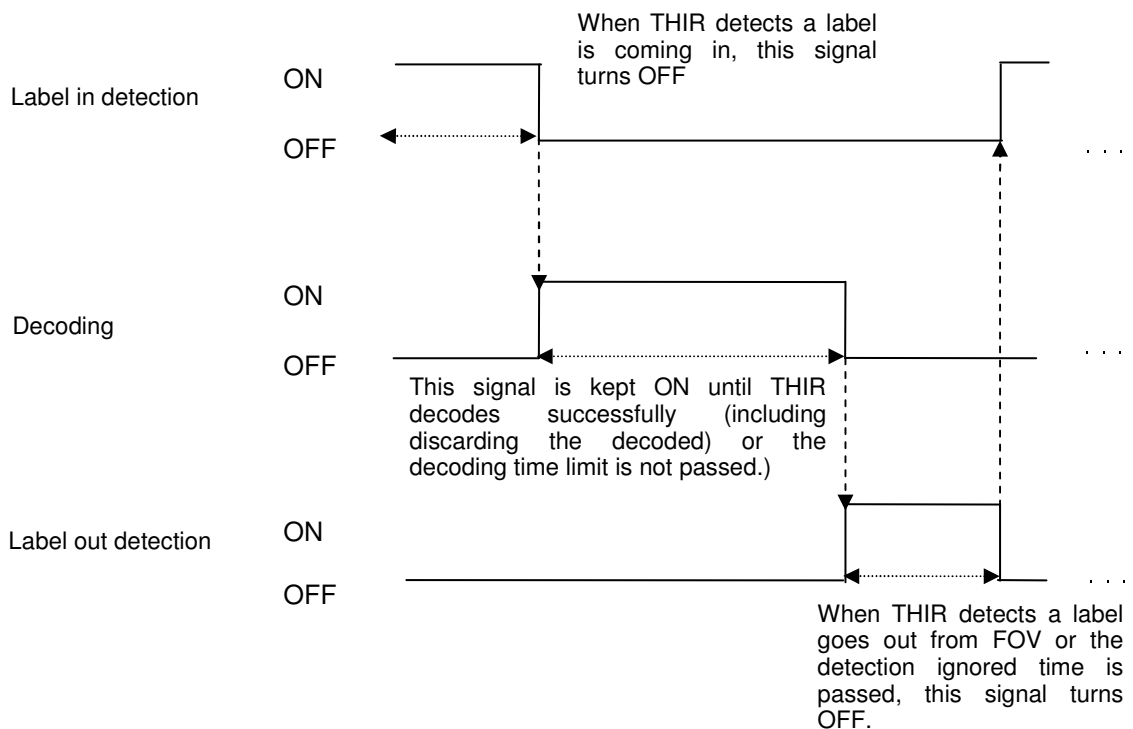 When THIR detects a label
is coming in, this signal
turns OFF
Label in detection
ON
OFF
. . .
Decoding
ON
OFF
. . .
This signal is kept ON until THIR
decodes successfully (including
discarding the decoded) or the
decoding time limit is not passed.)
Label out detection
ON
OFF
. . .
When THIR detects a label
goes out from FOV or the
detection ignored time is
passed, this signal turns
OFF.